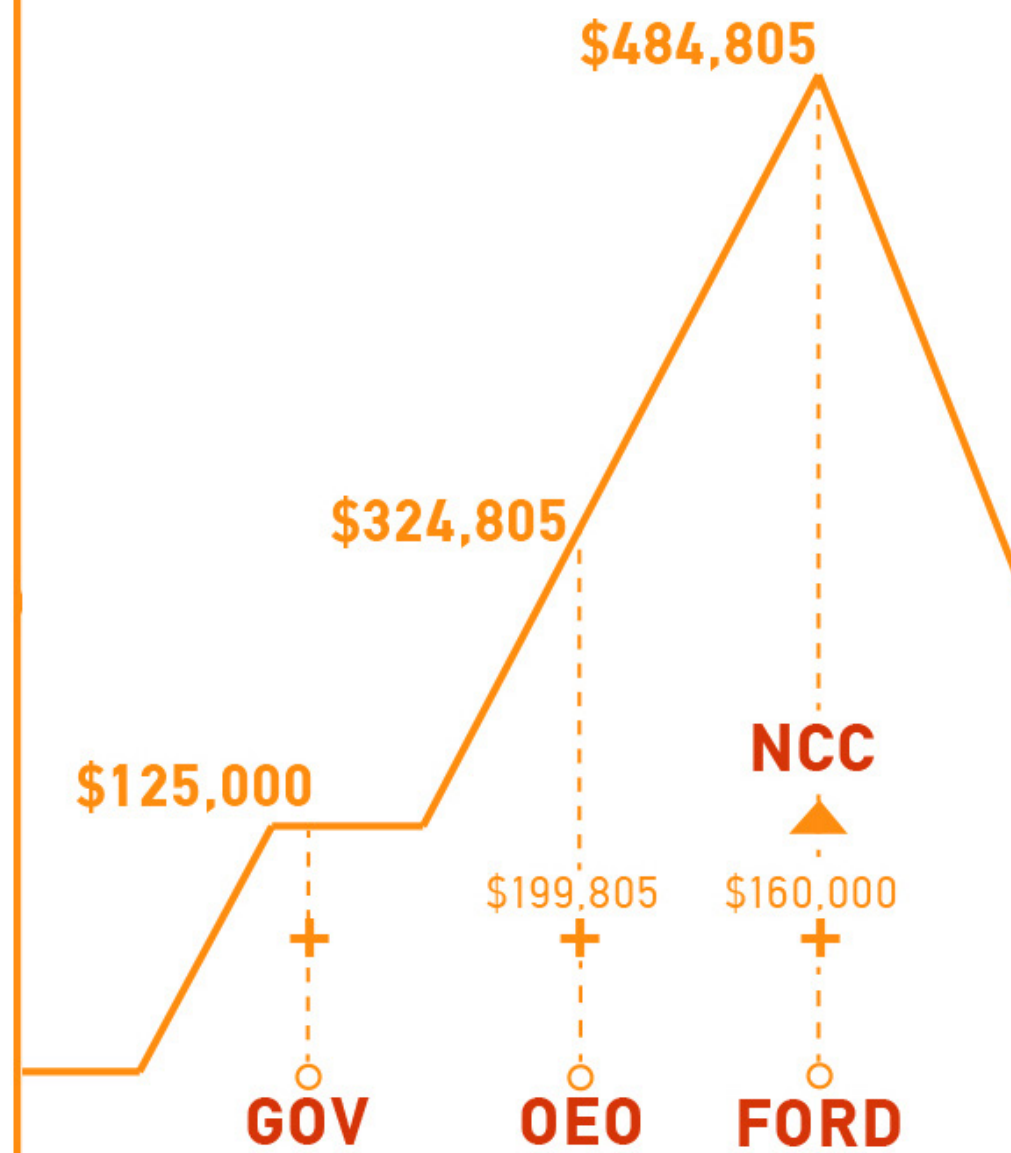 $484,805
$324,805
NCC
$125,000
$199,805 $160,000
+ + +
GOV OEO FORD